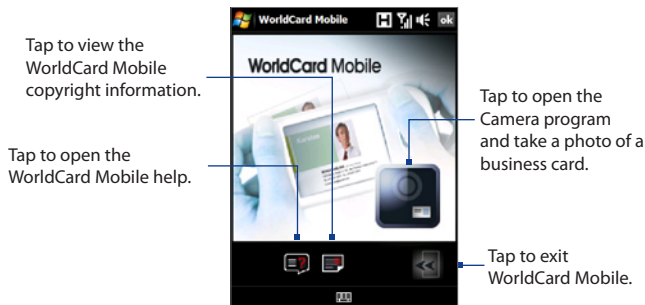 WorldCard Mobile
ok
Tap to view the
WorldCard Mobile
copyright information.
WorldCard Mobile
Tap to open the
Camera program
and take a photo of a
business card.
Tap to open the
WorldCard Mobile help.
Tap to exit
WorldCard Mobile.